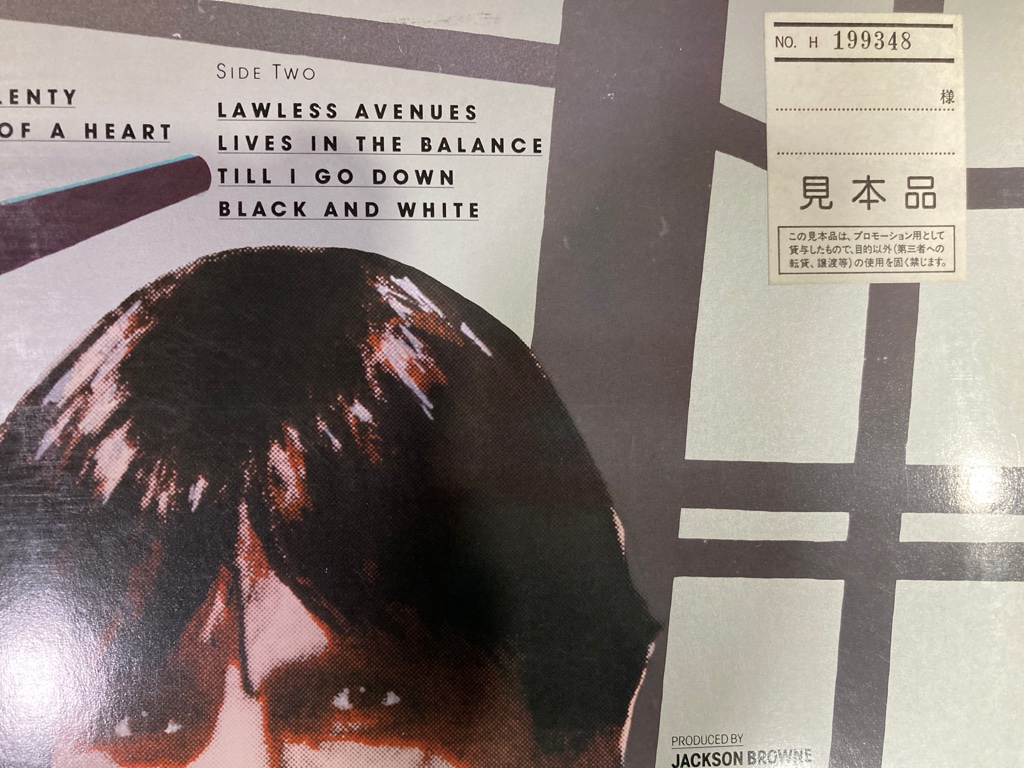 LENTY
OF A HEART
SIDE TWO
LAWLESS AVENUES
LIVES IN THE BALANCE
TILL I GO DOWN
BLACK AND WHITE
NO. H 199348
様
見本品
この見本品は、プロモーション用として
貸与したもので、目的以外(第三者への
転貸、譲渡等)の使用を固く禁じます。
PRODUCED BY
JACKSON BROWNE